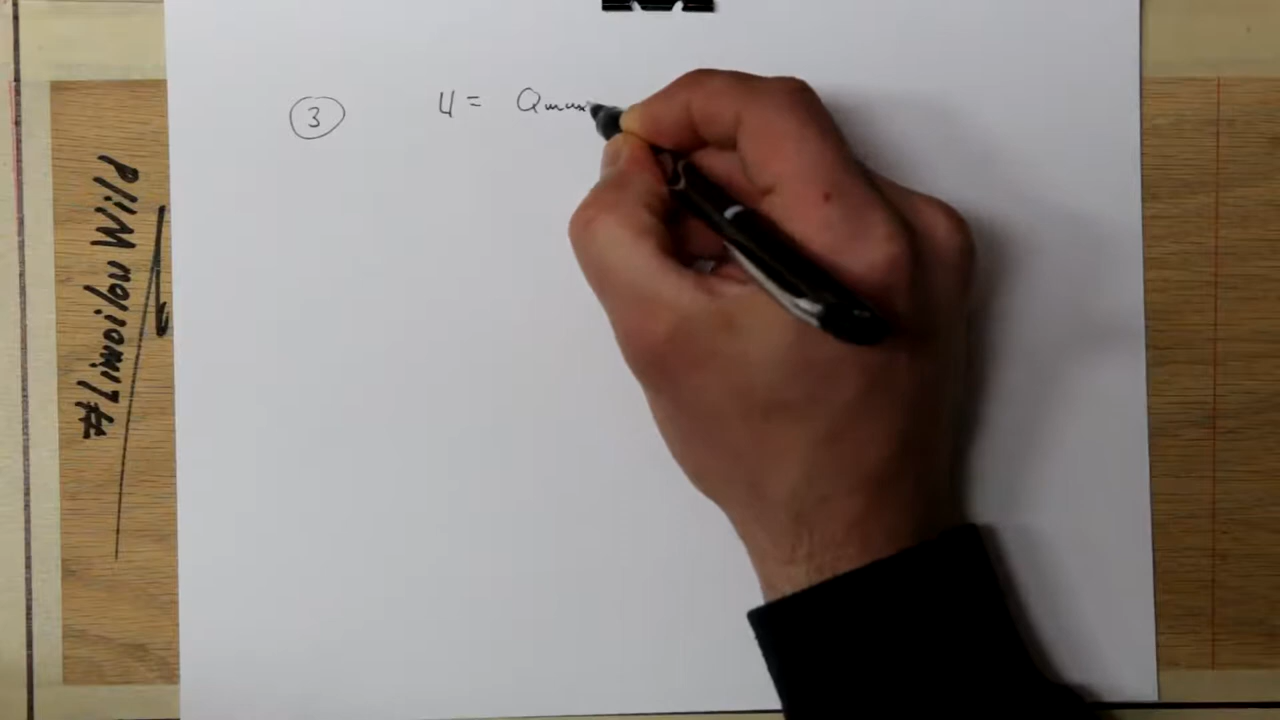 ③ 4 = Qmax
#Limoilou Wild